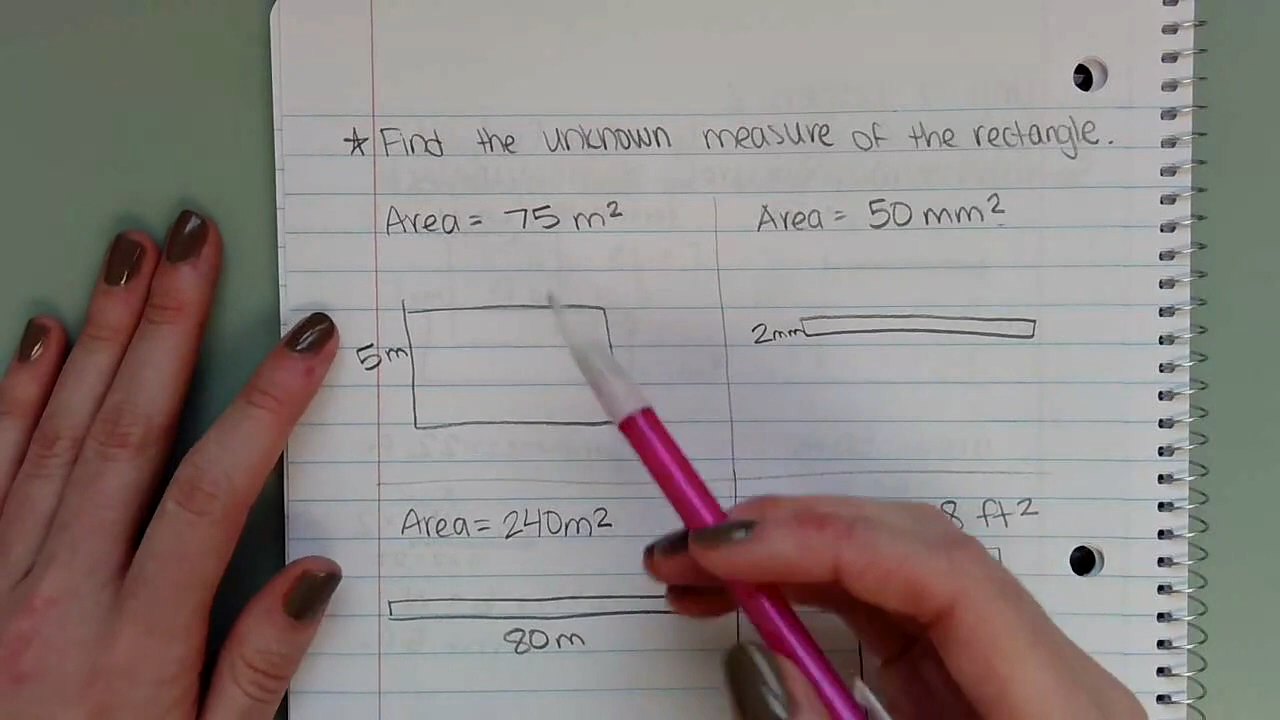 ☆ Find the unknown measure of the rectangle.
Area = 75 m²
5m
Area = 50 mm²
2mm
Area = 240m²
80m
ft²